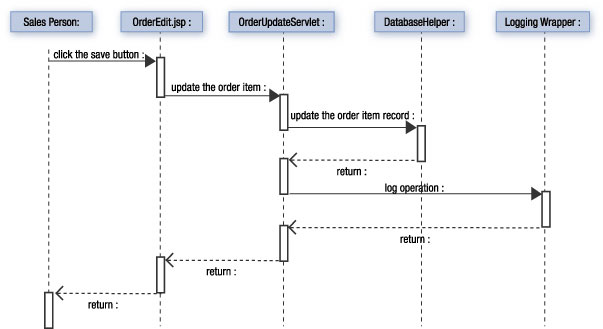 Sales Person:
OrderEdit.jsp :
OrderUpdateServlet :
DatabaseHelper :
Logging Wrapper :
click the save button :
update the order item :
update the order item record :
return :
log operation :
return :
return :
return :